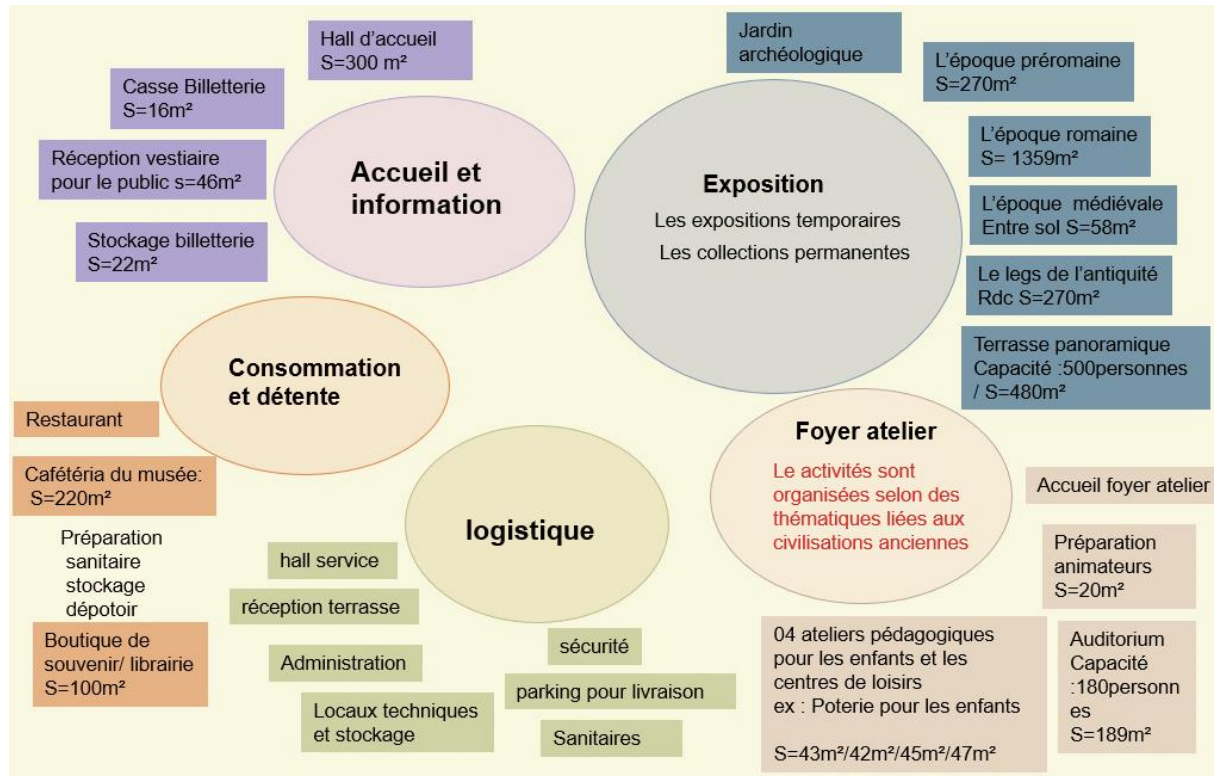 Hall d'accueil
S=300 m²
Casse Billetterie
S=16m²
Réception vestiaire
pour le public s=46m²
Stockage billetterie
S=22m²
Accueil et
information
Jardin
archéologique
L'époque préromaine
S=270m²
L'époque romaine
S= 1359m²
L'époque médiévale
Entre sol S=58m²
Le legs de l'antiquité
Rdc S=270m²
Terrasse panoramique
Capacité :500personnes
/ S=480m²
Exposition
Les expositions temporaires
Les collections permanentes
Consommation
et détente
Restaurant
Cafétéria du musée:
S=220m²
Préparation
sanitaire
stockage
dépotoir
Boutique de
souvenir/ librairie
S=100m²
logistique
hall service
réception terrasse
Administration
Locaux techniques
et stockage
sécurité
parking pour livraison
Sanitaires
Foyer atelier
Le activités sont
organisées selon des
thématiques liées aux
civilisations anciennes
Accueil foyer atelier
Préparation
animateurs
S=20m²
04 ateliers pédagogiques
pour les enfants et les
centres de loisirs
ex : Poterie pour les enfants
S=43m²/42m²/45m²/47m²
Auditorium
Capacité
:180personn
es
S=189m²